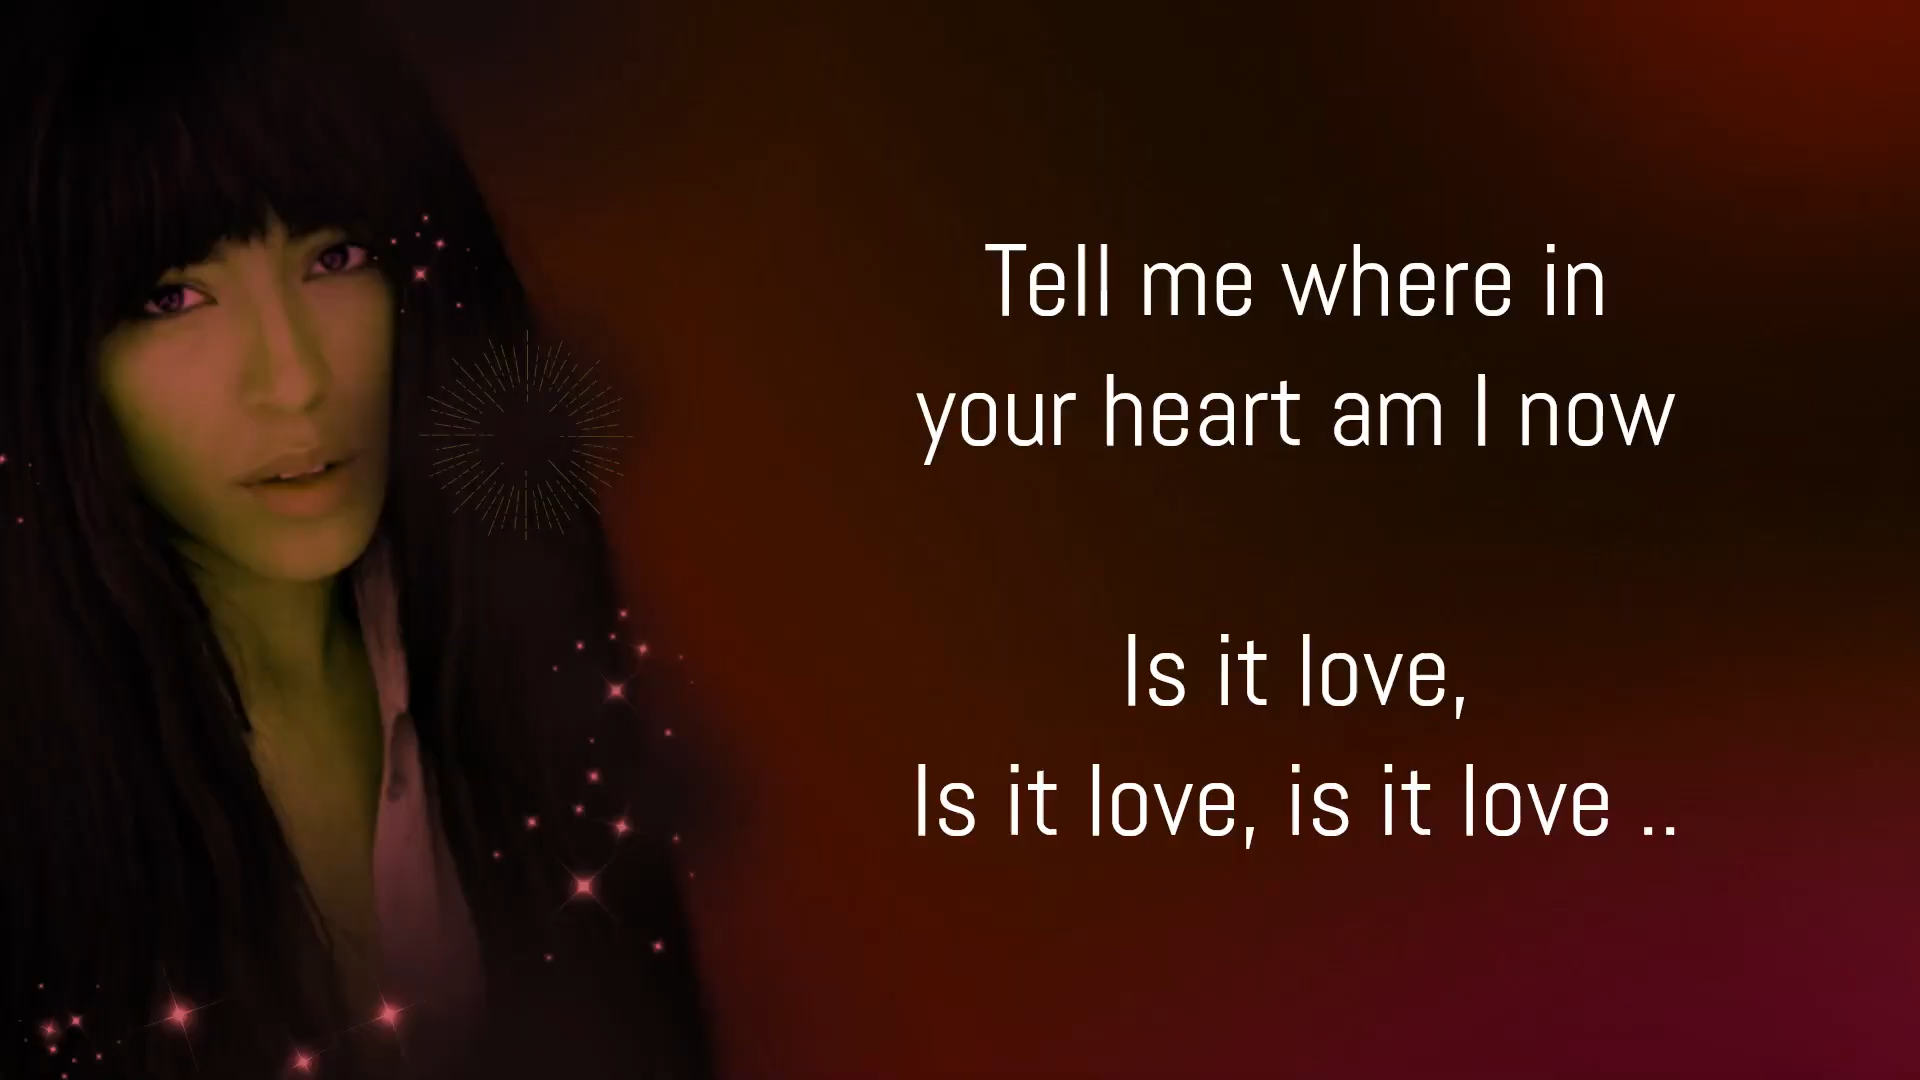 Tell me where in
your heart am I now
Is it love,
Is it love, is it love ..